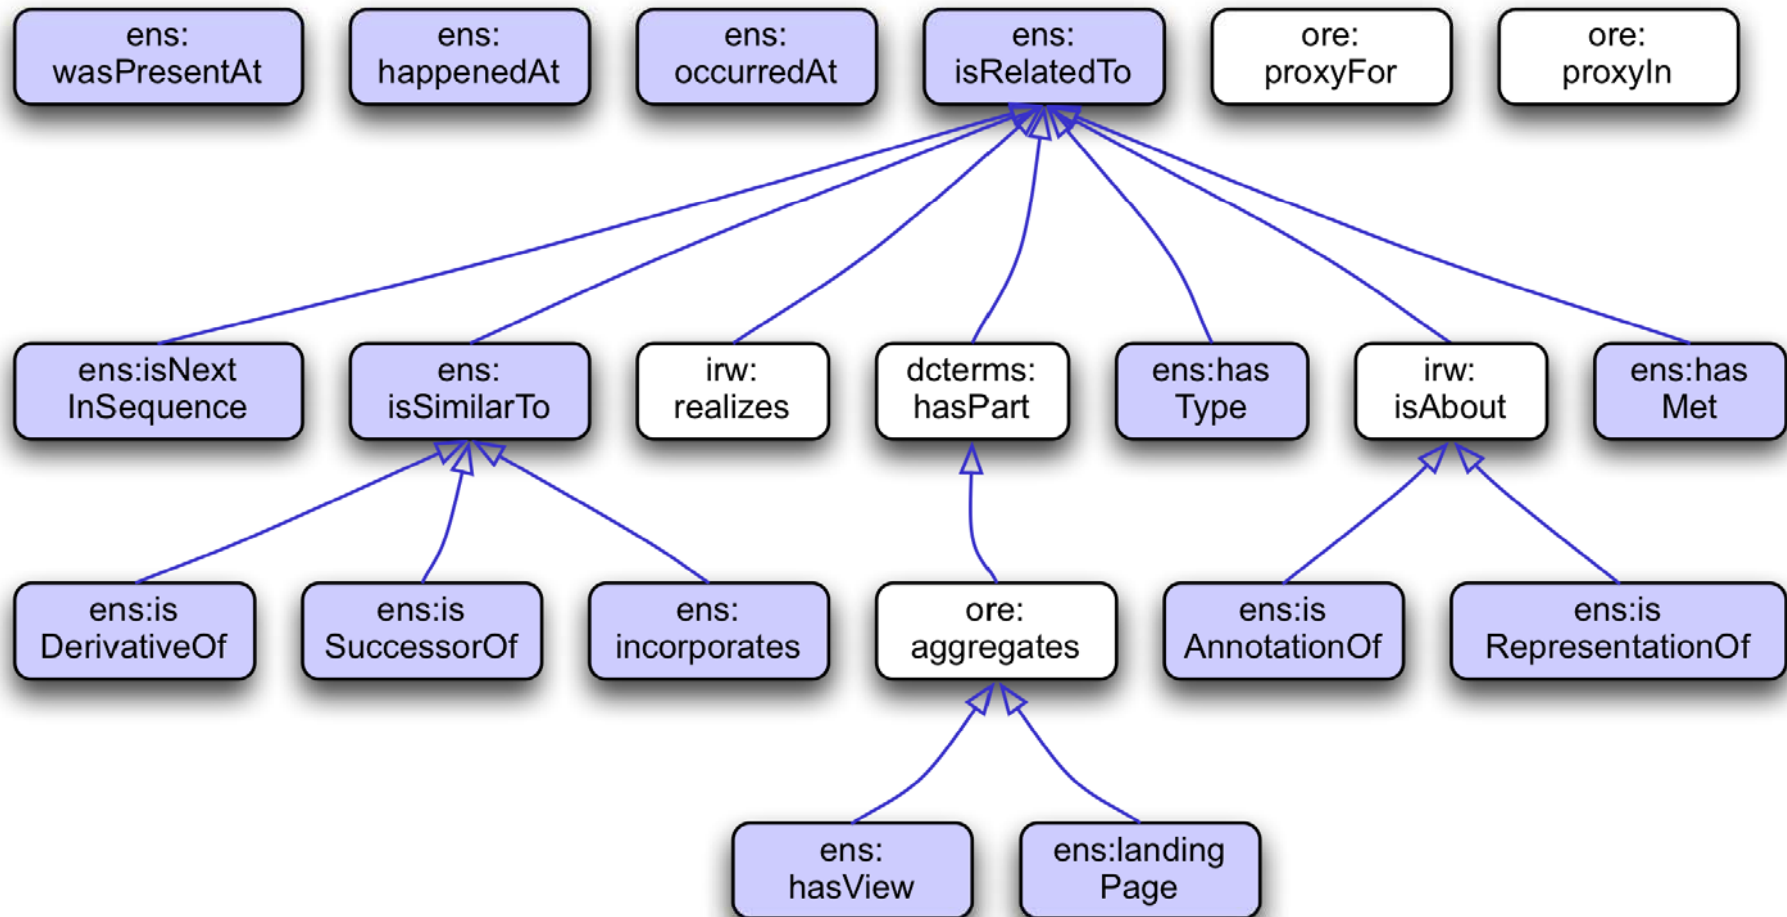 ens:
wasPresentAt
ens:
happenedAt
ens:
occurredAt
ens:
isRelatedTo
ore:
proxyFor
ore:
proxyIn
ens:isNext
InSequence
ens:
isSimilarTo
irw:
realizes
dcterms:
hasPart
ens:has
Type
irw:
isAbout
ens:has
Met
ens:is
DerivativeOf
ens:is
SuccessorOf
ens:
incorporates
ore:
aggregates
ens:is
AnnotationOf
ens:is
RepresentationOf
ens:
hasView
ens:landing
Page